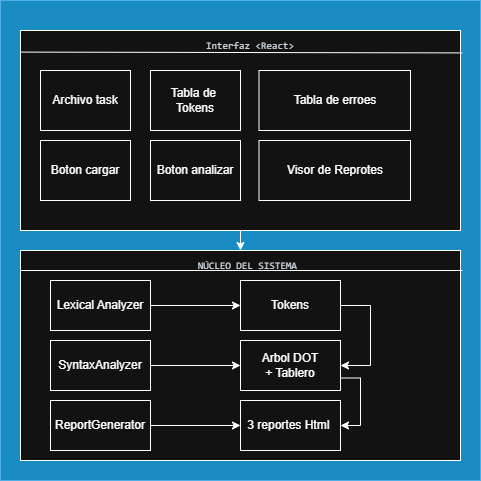 Interfaz <React>
Archivo task
Tabla de
Tokens
Tabla de erroes
Boton cargar
Boton analizar
Visor de Reprotes
NÚCLEO DEL SISTEMA
Lexical Analyzer
Tokens
SyntaxAnalyzer
Arbol DOT
+ Tablero
ReportGenerator
3 reportes Html